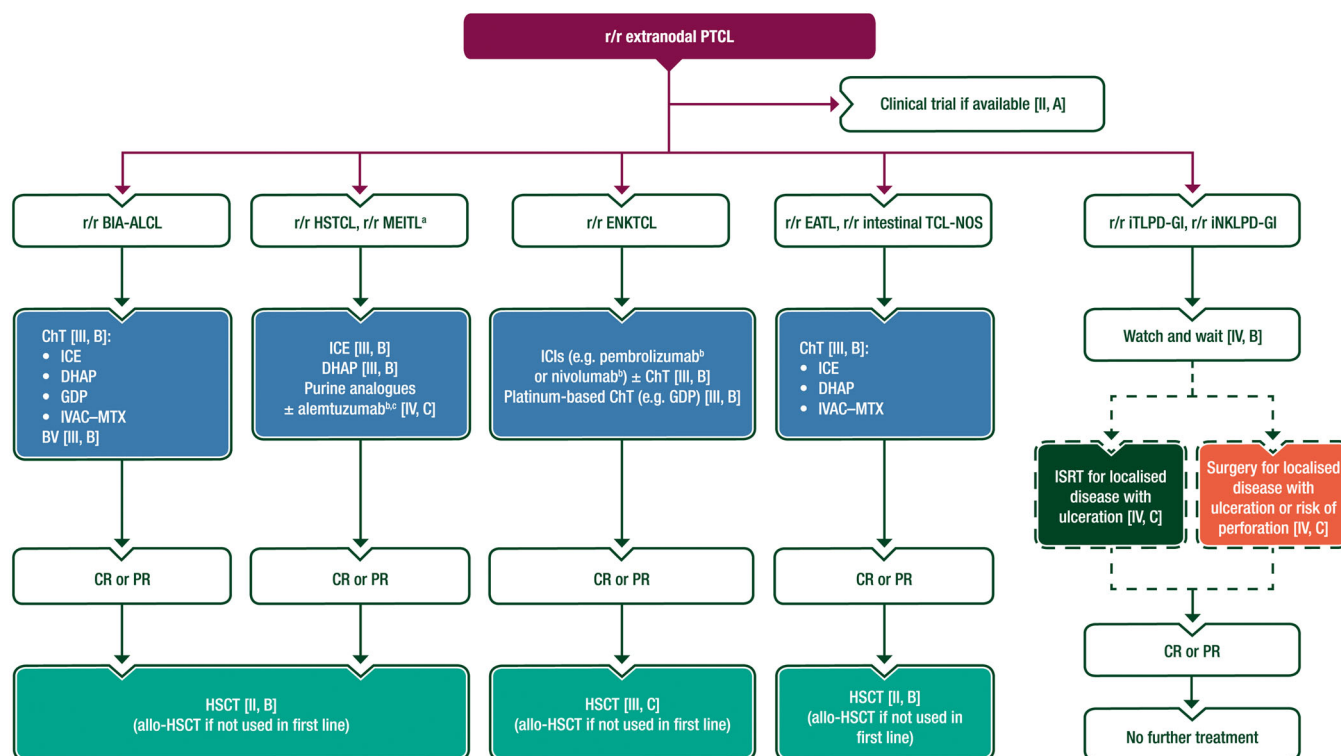 r/r extranodal PTCL
Clinical trial if available [II, A]
r/r BIA-ALCL
r/r HSTCL, r/r MEITLᵃ
r/r ENKTCL
r/r EATL, r/r intestinal TCL-NOS
r/r iTLPD-GI, r/r iNKLPD-GI
ChT [III, B]:
• ICE
• DHAP
• GDP
• IVAC–MTX
BV [III, B]
ICE [III, B]
DHAP [III, B]
Purine analogues
± alemtuzumabᵇ,ᶜ [IV, C]
ICIs (e.g. pembrolizumabᵇ
or nivolumabᵇ) ± ChT [III, B]
Platinum-based ChT (e.g. GDP) [III, B]
ChT [III, B]:
• ICE
• DHAP
• IVAC–MTX
Watch and wait [IV, B]
ISRT for localised
disease with
ulceration [IV, C]
Surgery for localised
disease with
ulceration or risk of
perforation [IV, C]
CR or PR
CR or PR
CR or PR
CR or PR
CR or PR
HSCT [II, B]
(allo-HSCT if not used in first line)
HSCT [III, C]
(allo-HSCT if not used in first line)
HSCT [II, B]
(allo-HSCT if not used in
first line)
No further treatment